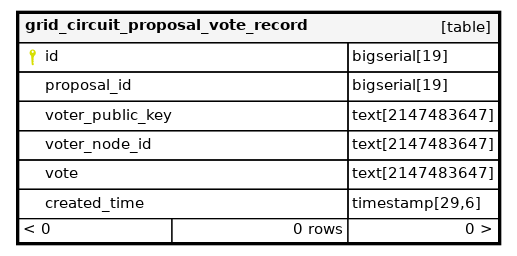 grid_circuit_proposal_vote_record [table]
id bigserial[19]
proposal_id bigserial[19]
voter_public_key text[2147483647]
voter_node_id text[2147483647]
vote text[2147483647]
created_time timestamp[29,6]
< 0 0 rows 0 >